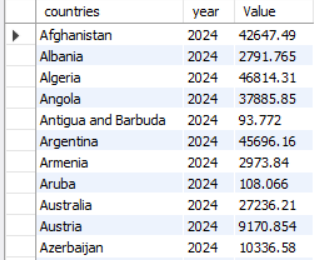 countries year Value
Afghanistan 2024 42647.49
Albania 2024 2791.765
Algeria 2024 46814.31
Angola 2024 37885.85
Antigua and Barbuda 2024 93.772
Argentina 2024 45696.16
Armenia 2024 2973.84
Aruba 2024 108.066
Australia 2024 27236.21
Austria 2024 9170.854
Azerbaijan 2024 10336.58